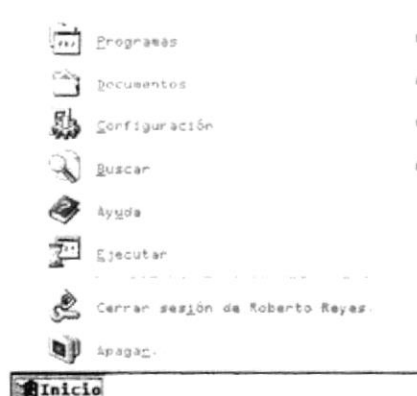 Programas
Documentos
Configuración
Buscar
Ayuda
Ejecutar
Cerrar sesión de Roberto Reyes.
Apagar.
Inicio